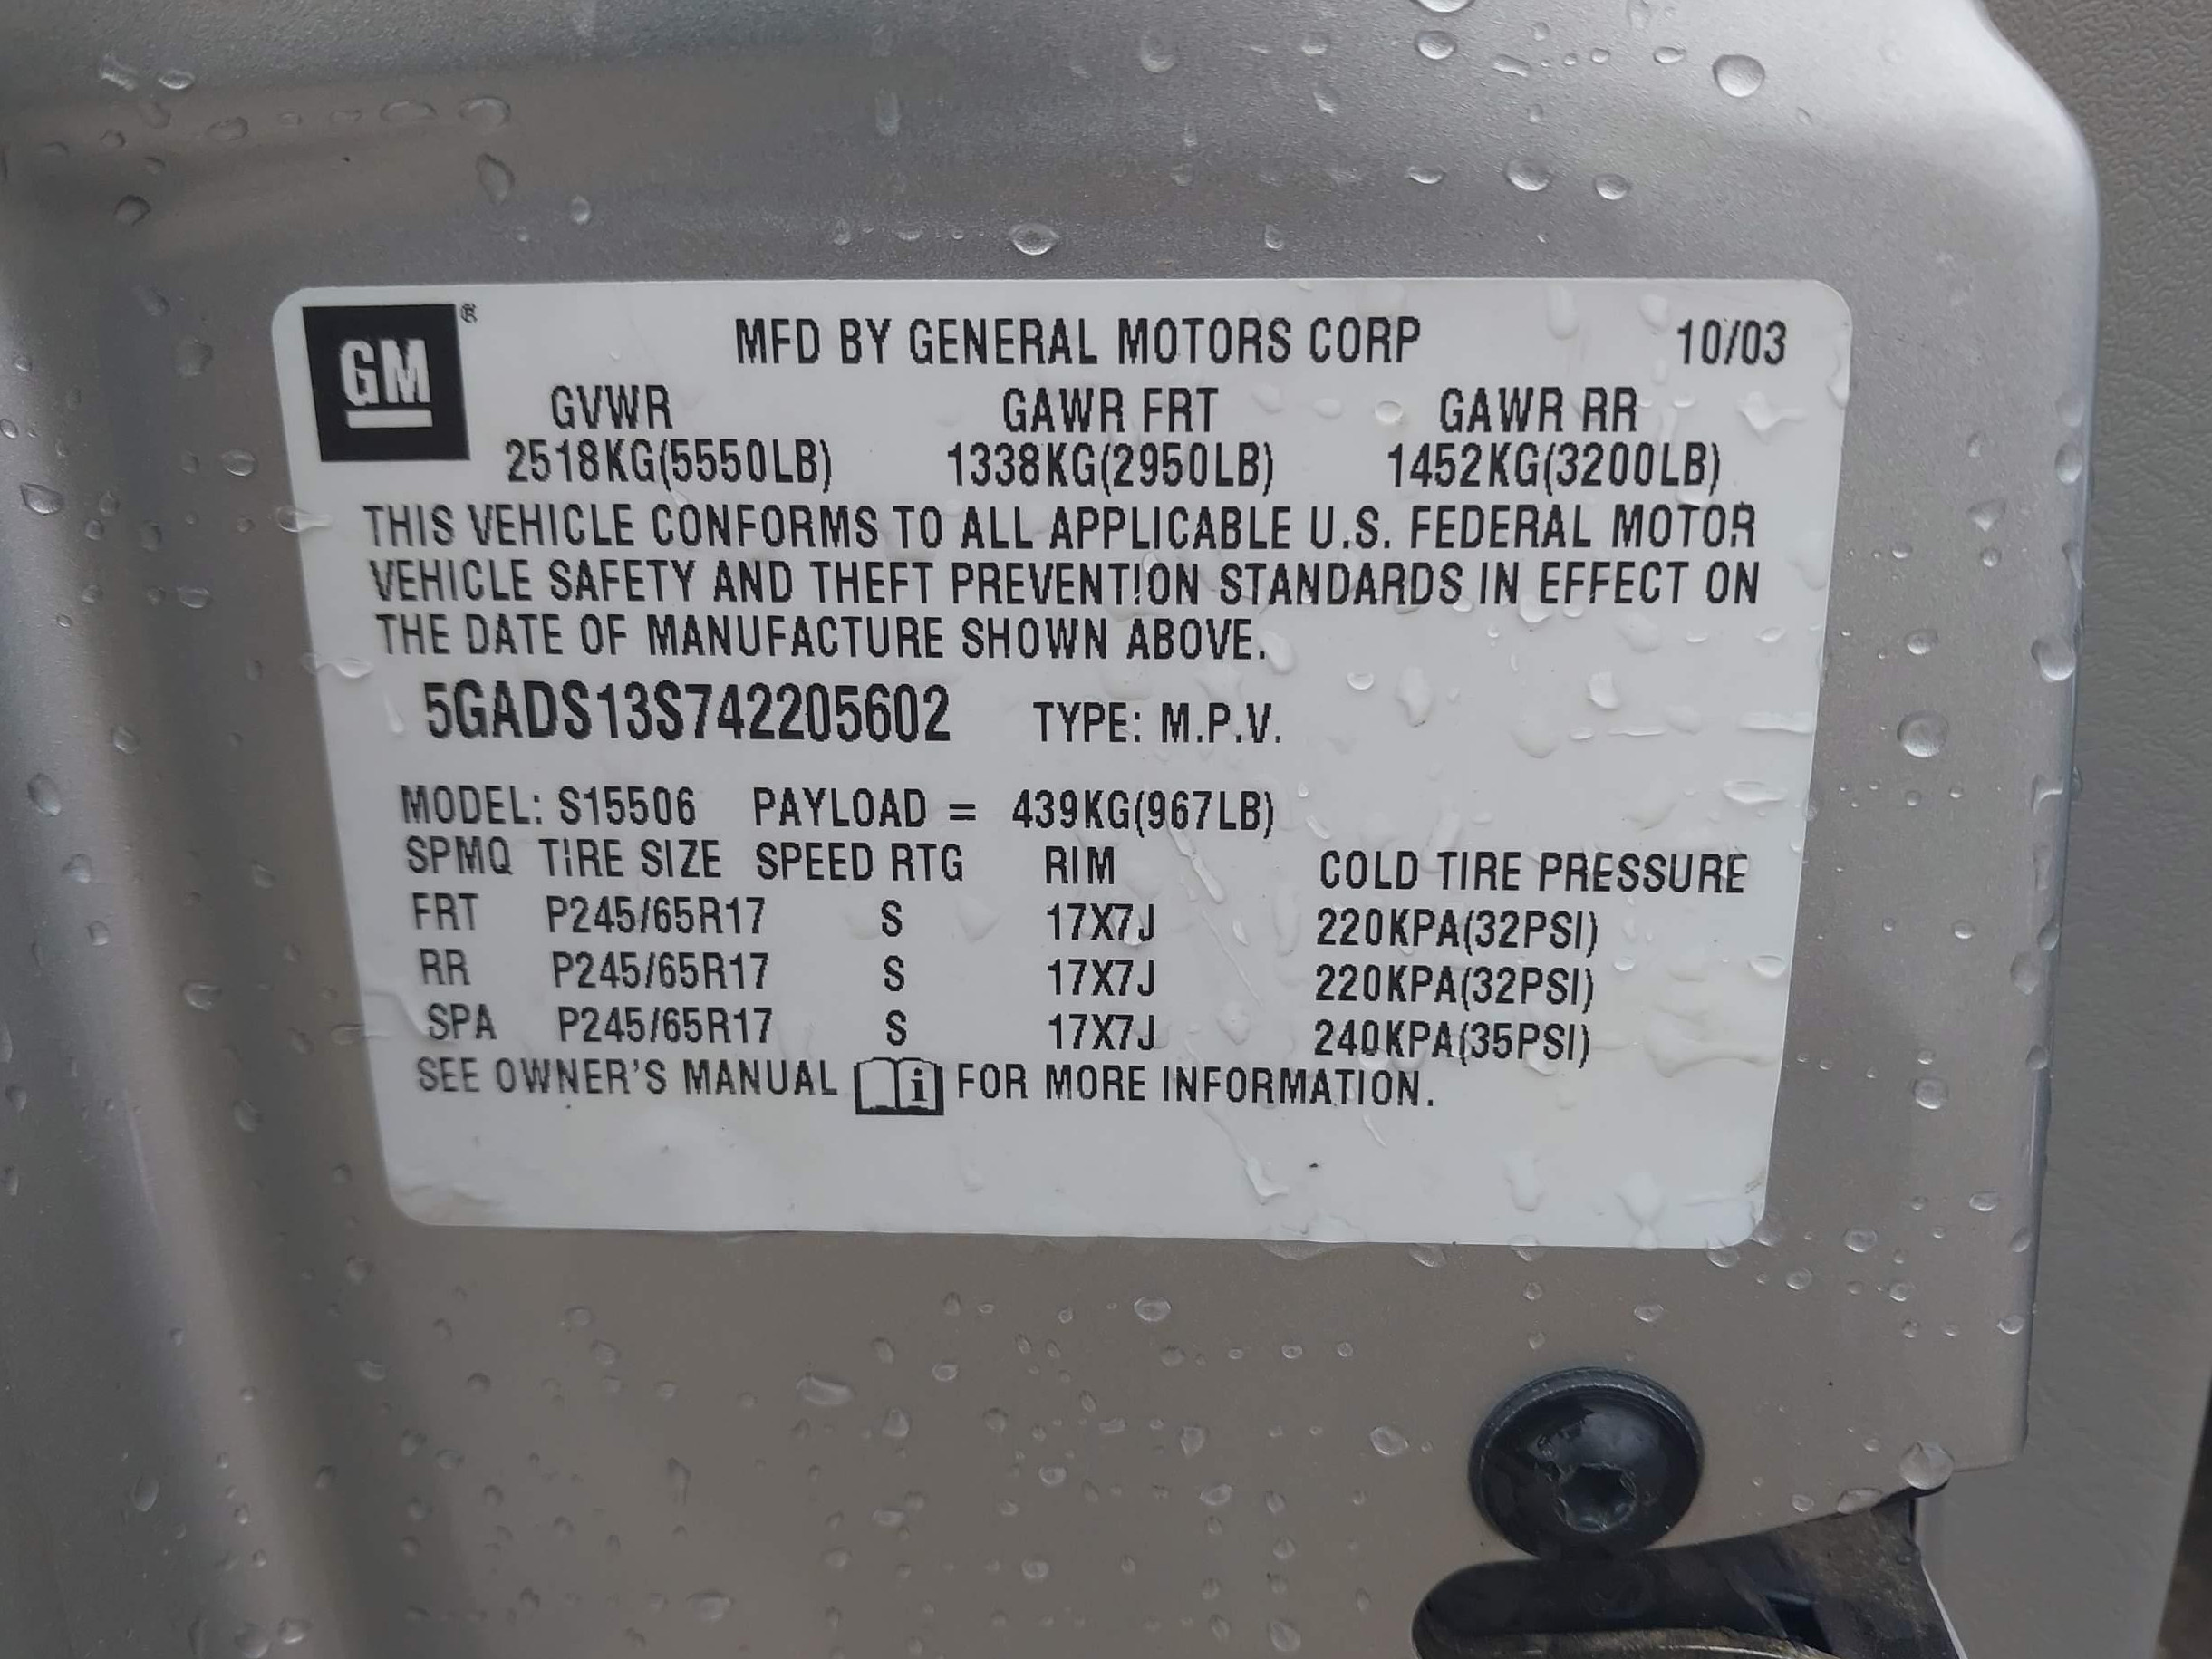 GM ®
MFD BY GENERAL MOTORS CORP 10/03
GVWR GAWR FRT GAWR RR
2518KG(5550LB) 1338KG(2950LB) 1452KG(3200LB)
THIS VEHICLE CONFORMS TO ALL APPLICABLE U.S. FEDERAL MOTOR
VEHICLE SAFETY AND THEFT PREVENTION STANDARDS IN EFFECT ON
THE DATE OF MANUFACTURE SHOWN ABOVE.
5GADS13S742205602 TYPE: M.P.V.
MODEL: S15506 PAYLOAD = 439KG(967LB)
SPMQ TIRE SIZE SPEED RTG RIM COLD TIRE PRESSURE
FRT P245/65R17 S 17X7J 220KPA(32PSI)
RR P245/65R17 S 17X7J 220KPA(32PSI)
SPA P245/65R17 S 17X7J 240KPA(35PSI)
SEE OWNER'S MANUAL i FOR MORE INFORMATION.